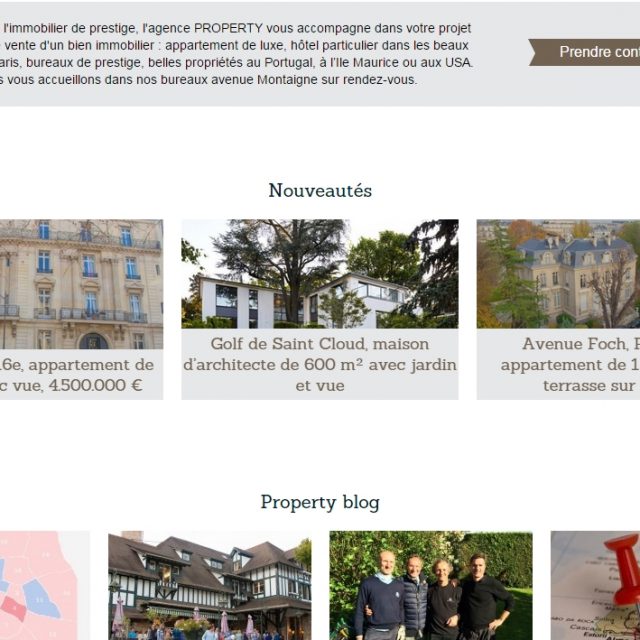 l'immobilier de prestige, l'agence PROPERTY vous accompagne dans votre projet
vente d'un bien immobilier : appartement de luxe, hôtel particulier dans les beaux
aris, bureaux de prestige, belles propriétés au Portugal, à l'Ile Maurice ou aux USA.
s vous accueillons dans nos bureaux avenue Montaigne sur rendez-vous.
Prendre cont
Nouveautés
.6e, appartement de
c vue, 4.500.000 €
Golf de Saint Cloud, maison
d'architecte de 600 m² avec jardin
et vue
Avenue Foch, P
appartement de 1
terrasse sur
Property blog
Cascais
Estoril